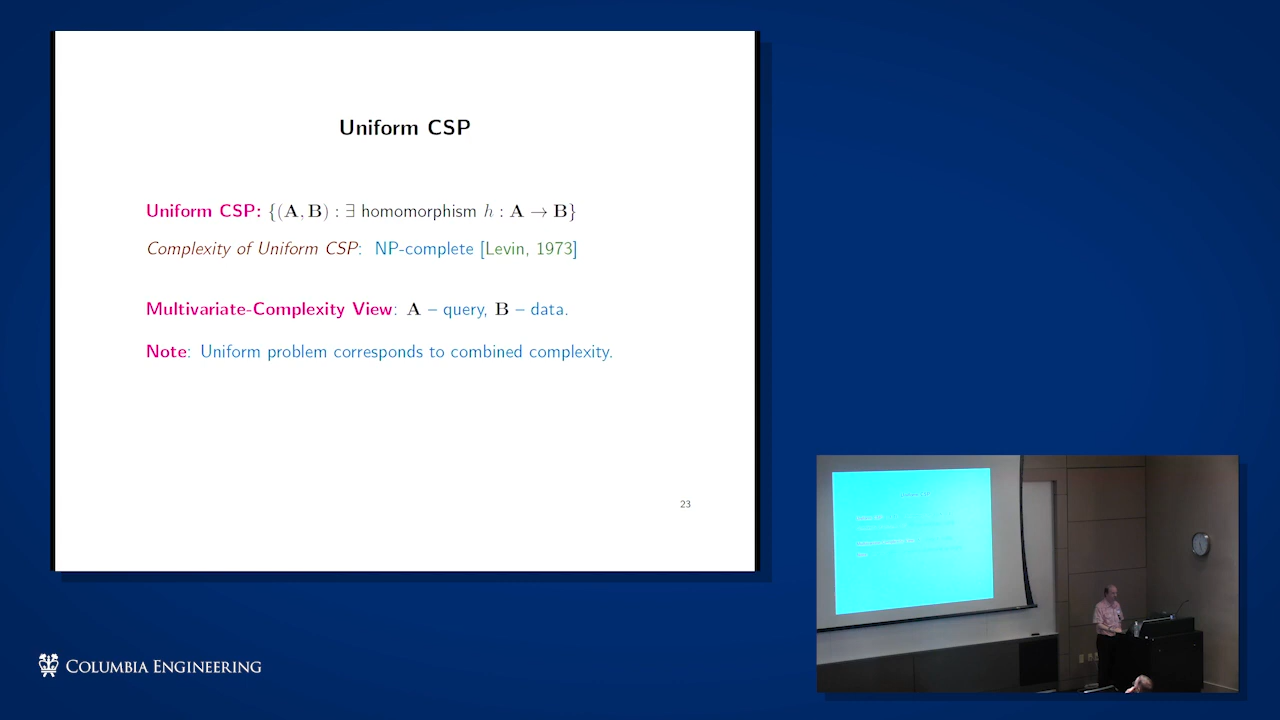 Uniform CSP
Uniform CSP: {(A, B) : ∃ homomorphism h : A → B}
Complexity of Uniform CSP: NP-complete [Levin, 1973]
Multivariate-Complexity View: A – query, B – data.
Note: Uniform problem corresponds to combined complexity.
23
COLUMBIA ENGINEERING